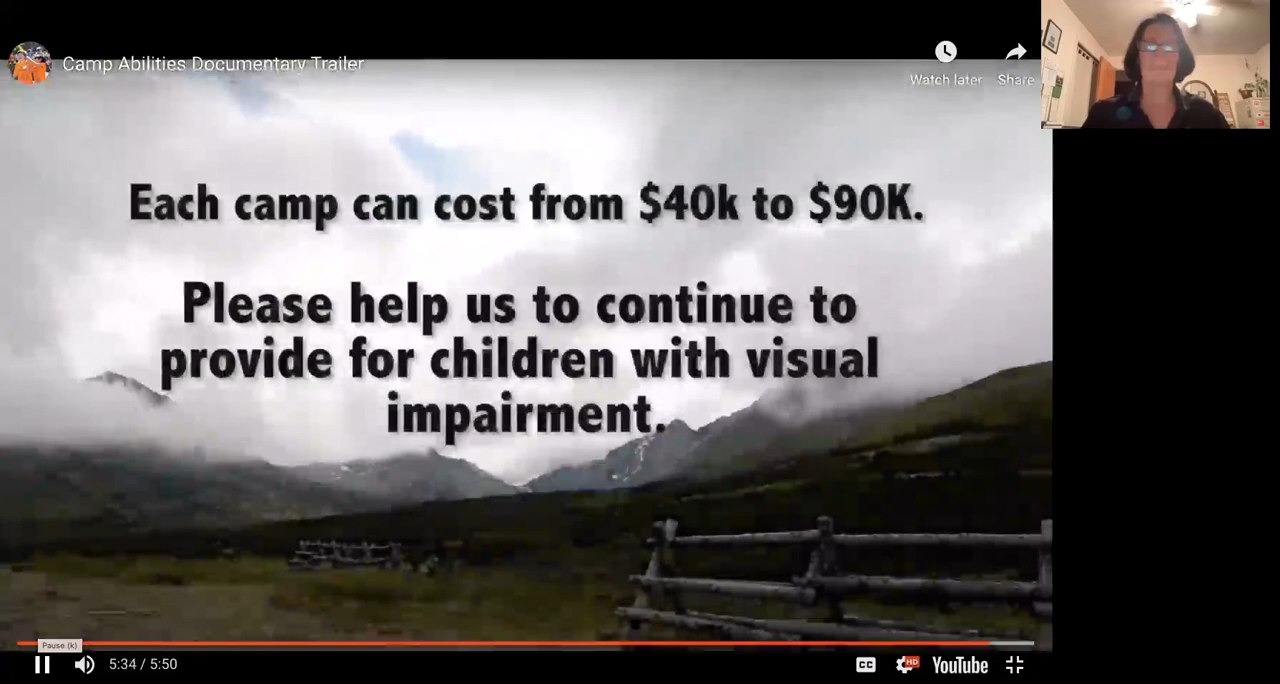 Camp Abilities Documentary Trailer
Watch later
Share
Each camp can cost from $40k to $90K.
Please help us to continue to
provide for children with visual
impairment.
Pause (k)
5:34 / 5:50
CC
HD
YouTube